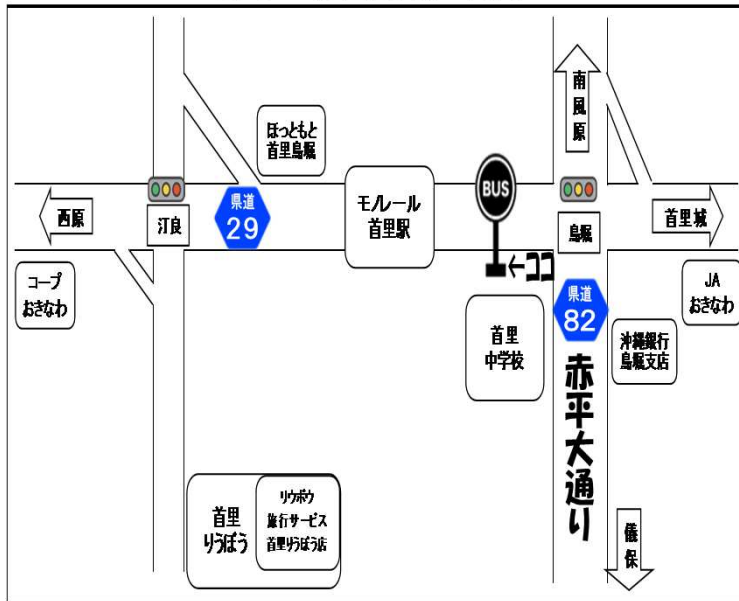 南風原
ほっともと
首里鳥堀
BUS
モノレール
首里駅
県道
29
西原
汀良
鳥堀
首里城
←ココ
コープ
おきなわ
県道
82
JA
おきなわ
首里
中学校
沖縄銀行
鳥堀支店
赤平大通り
首里
りうぼう
リウボウ
旅行サービス
首里りうぼう店
儀保